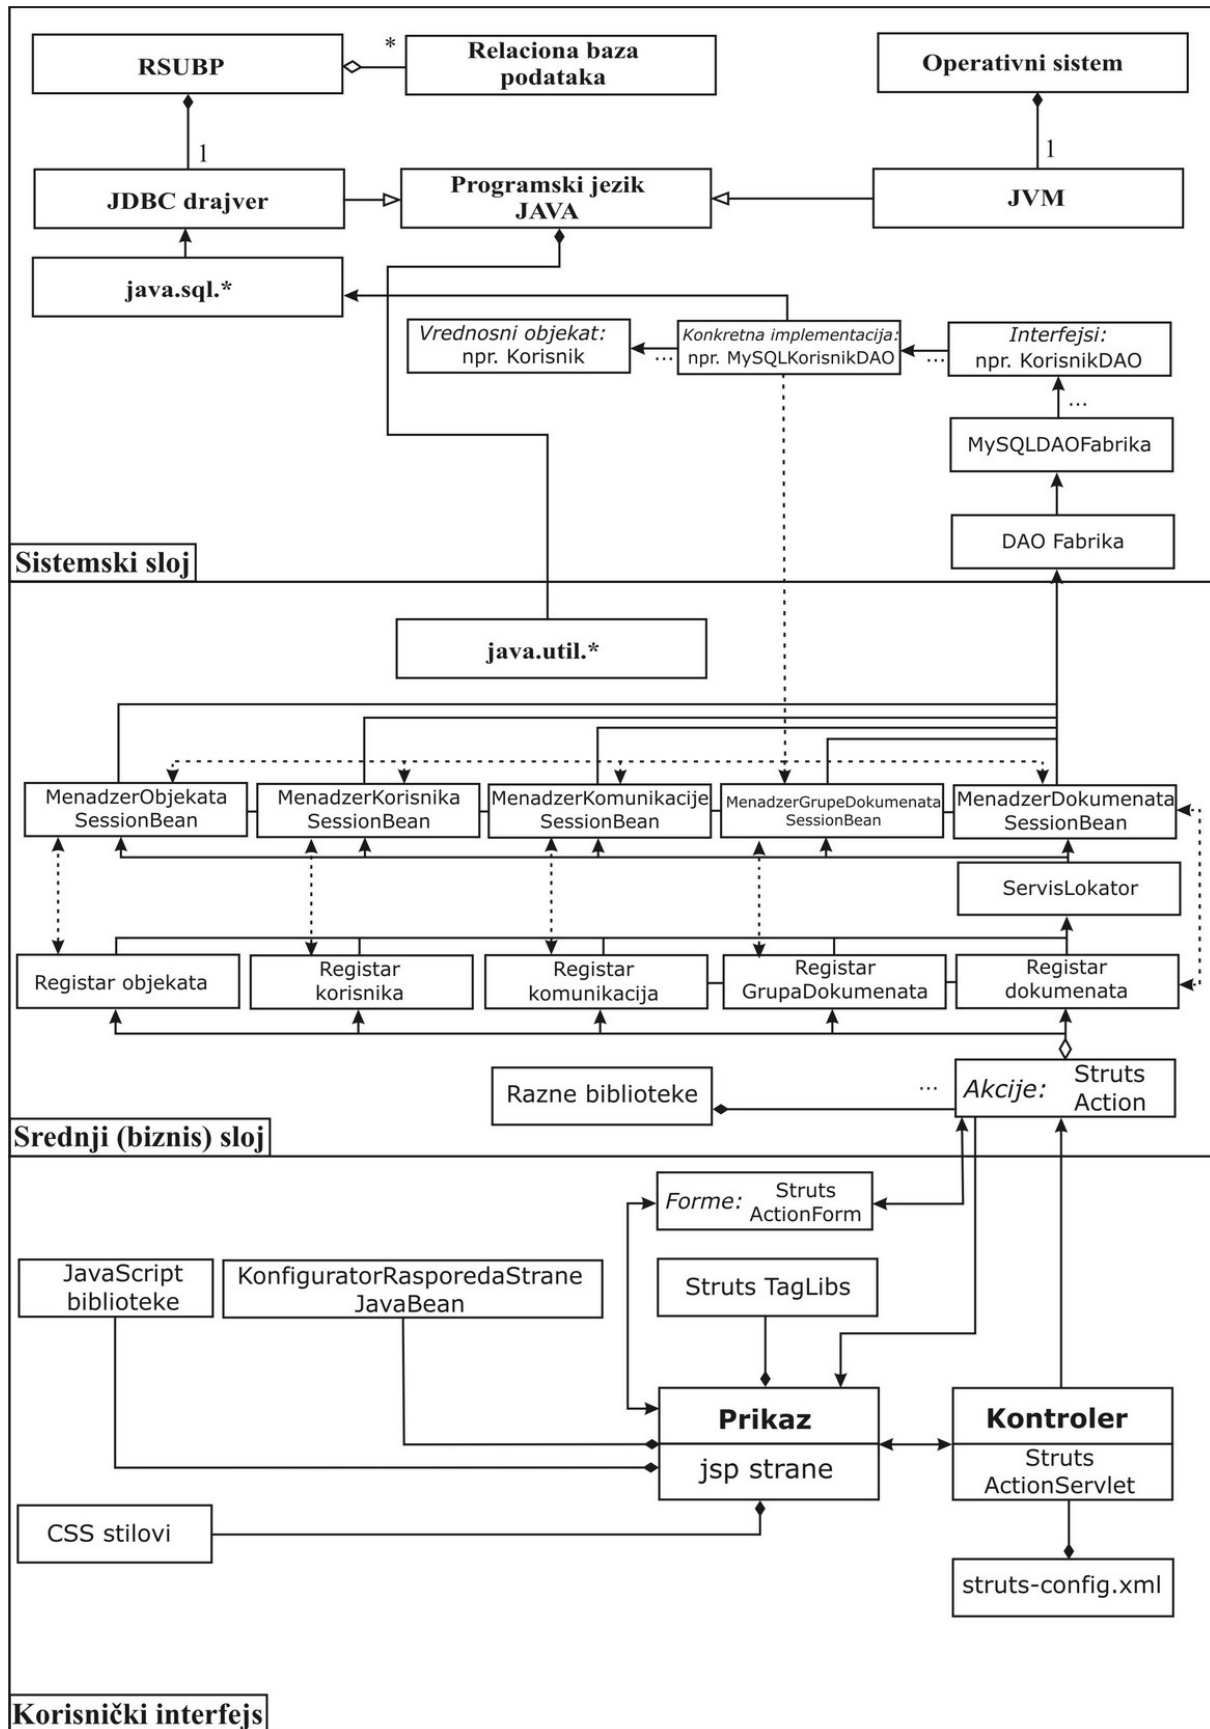 RSUBP
*
Relaciona baza
podataka
Operativni sistem
1
1
JDBC drajver
Programski jezik
JAVA
JVM
java.sql.*
Vrednosni objekat:
npr. Korisnik
...
Konkretna implementacija:
npr. MySQLKorisnikDAO
...
Interfejsi:
npr. KorisnikDAO
...
MySQLDAOFabrika
DAO Fabrika
Sistemski sloj
java.util.*
MenadzerObjekata
SessionBean
MenadzerKorisnika
SessionBean
MenadzerKomunikacije
SessionBean
MenadzerGrupeDokumenata
SessionBean
MenadzerDokumenata
SessionBean
ServisLokator
Registar objekata
Registar
korisnika
Registar
komunikacija
Registar
GrupaDokumenata
Registar
dokumenata
Razne biblioteke
...
Akcije: Struts
Action
Srednji (biznis) sloj
Forme: Struts
ActionForm
JavaScript
biblioteke
KonfiguratorRasporedaStrane
JavaBean
Struts TagLibs
Prikaz
jsp strane
Kontroler
Struts
ActionServlet
CSS stilovi
struts-config.xml
Korisnički interfejs